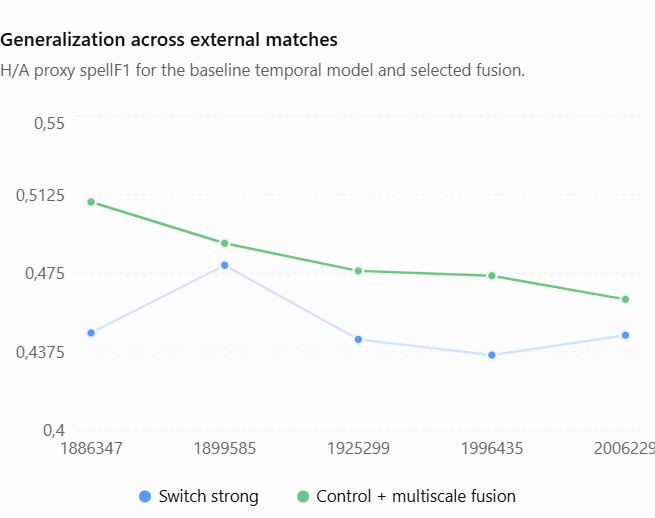 Generalization across external matches
H/A proxy spellF1 for the baseline temporal model and selected fusion.
0,55
0,5125
0,475
0,4375
0,4
1886347 1899585 1925299 1996435 2006229
Switch strong Control + multiscale fusion